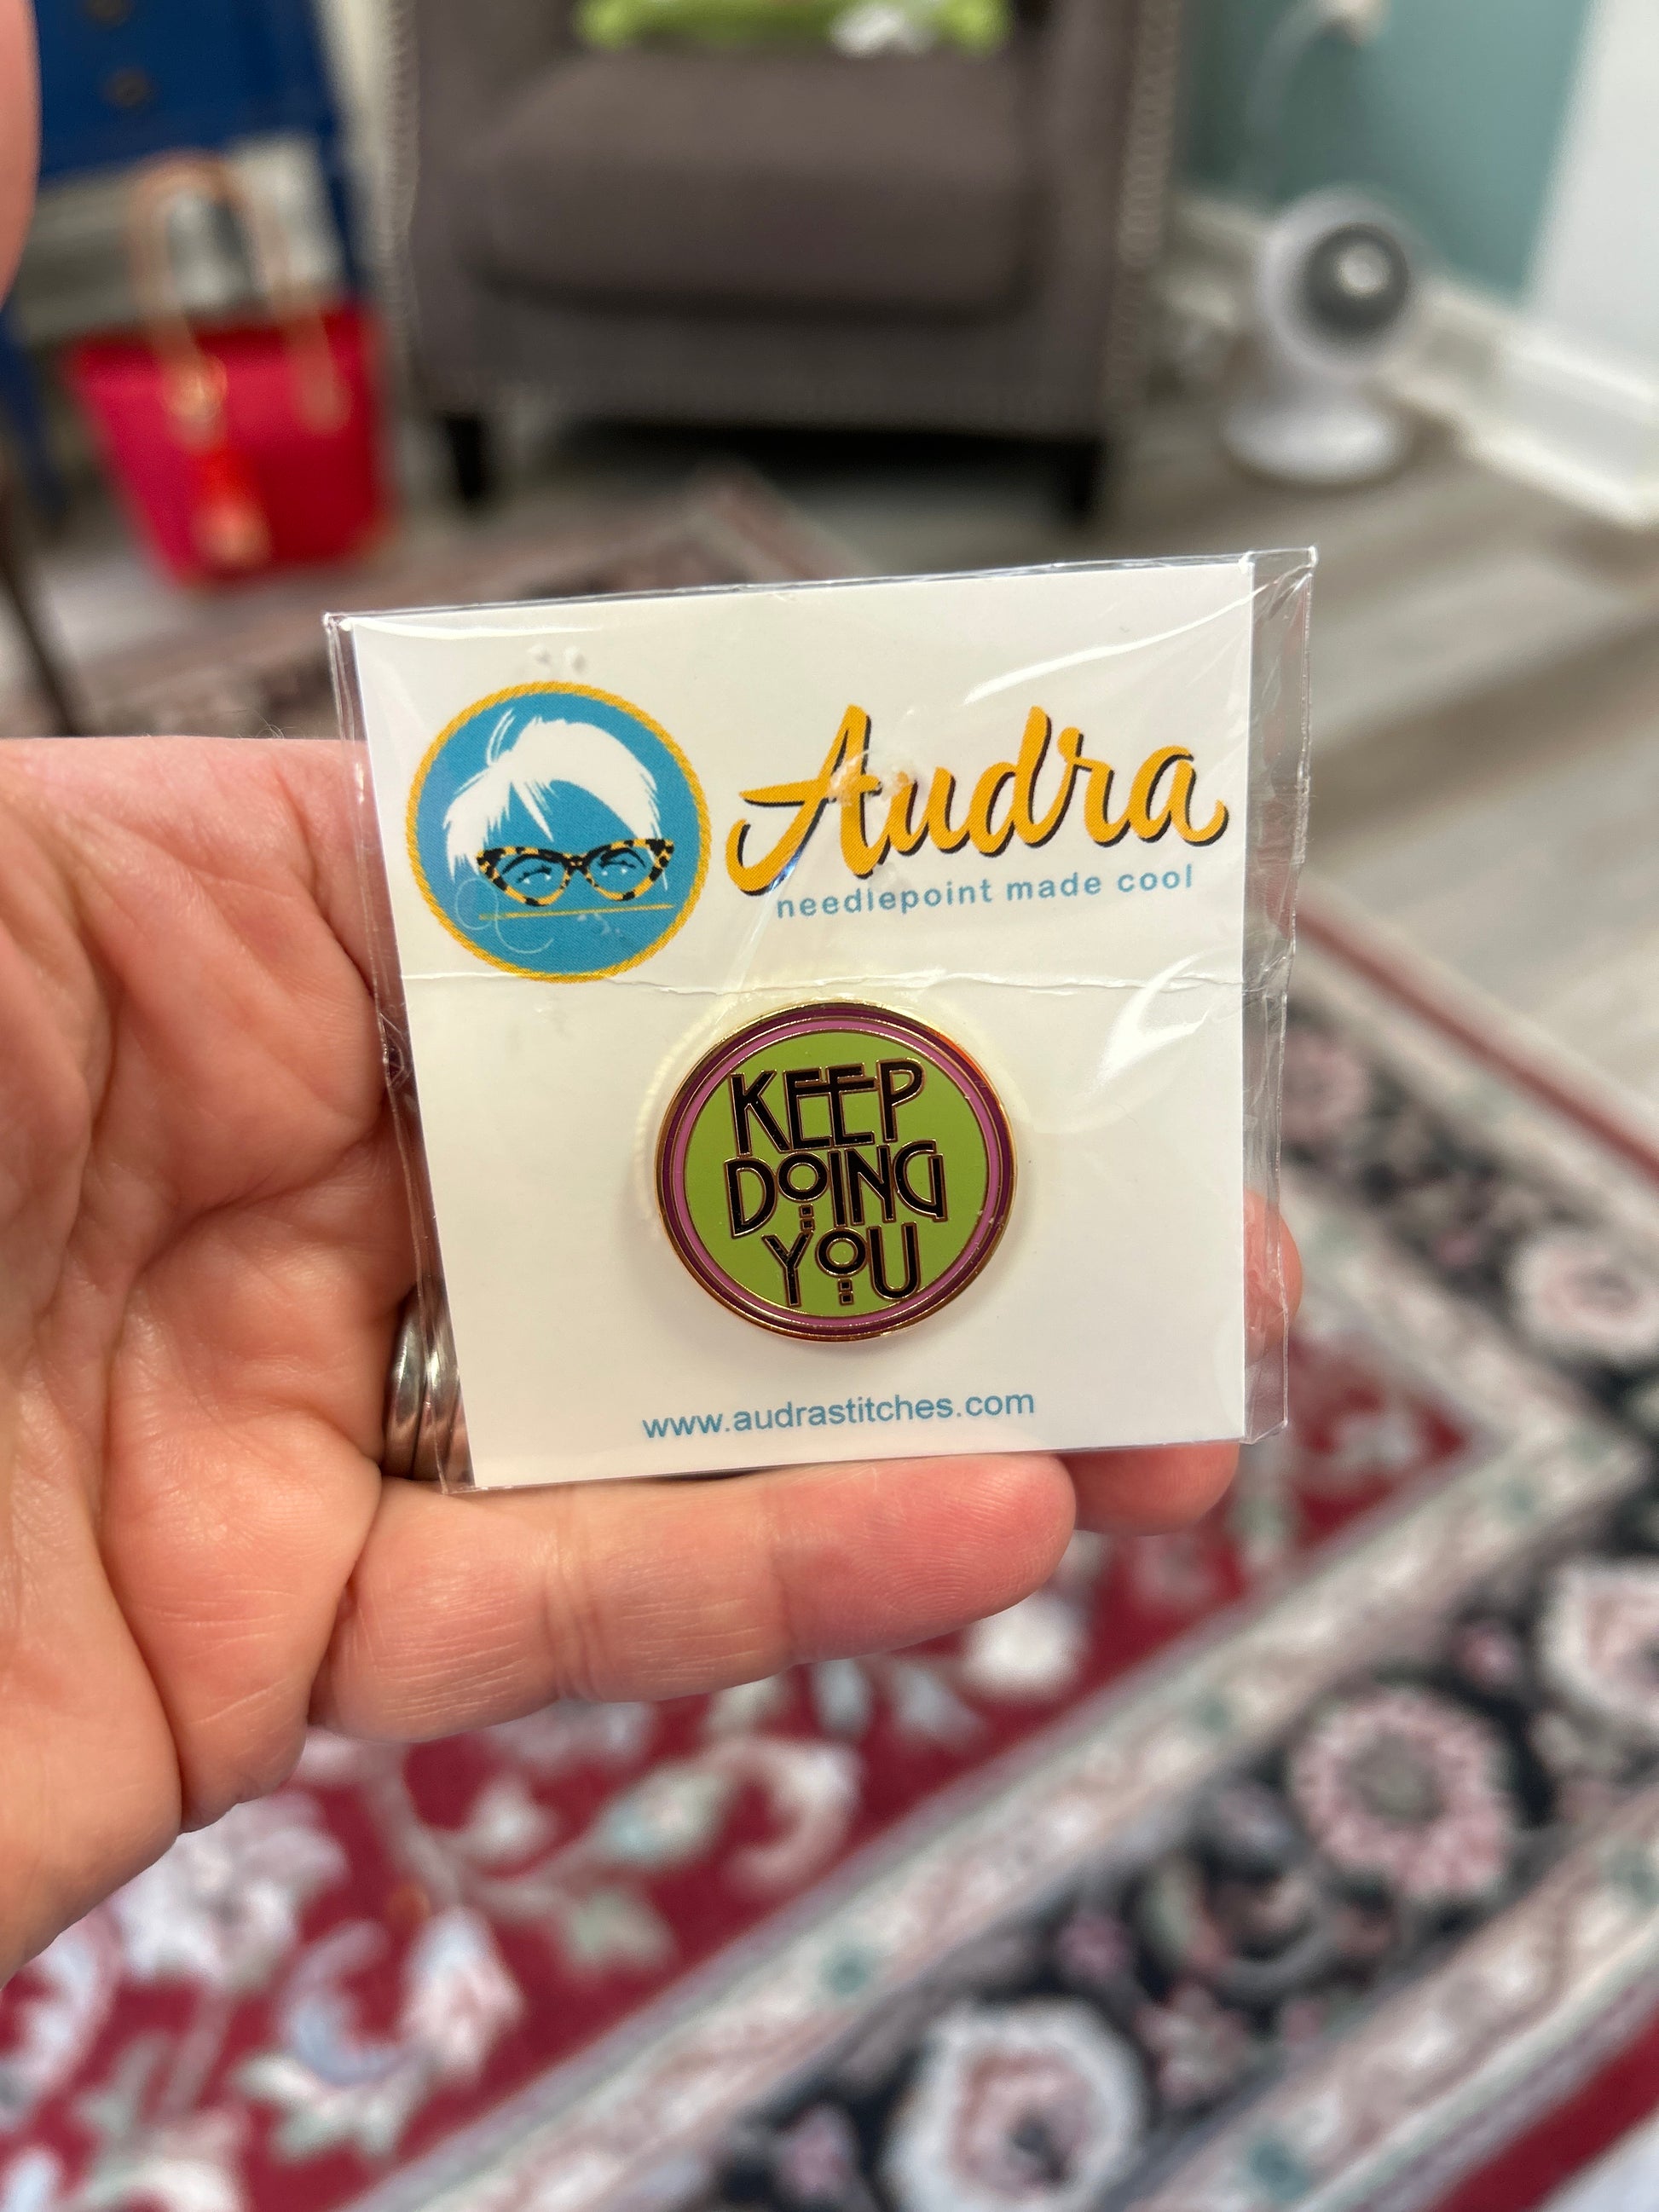 Audra
needlepoint made cool
KEEP
DOING
YOU
www.audrastitches.com